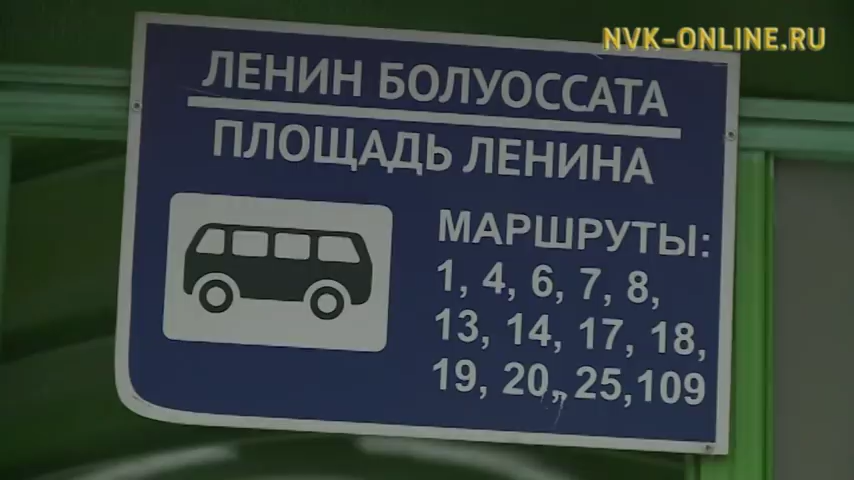 NVK-ONLINE.RU
ЛЕНИН БОЛУОССАТА
ПЛОЩАДЬ ЛЕНИНА
МАРШРУТЫ:
1, 4, 6, 7, 8,
13, 14, 17, 18,
19, 20, 25, 109